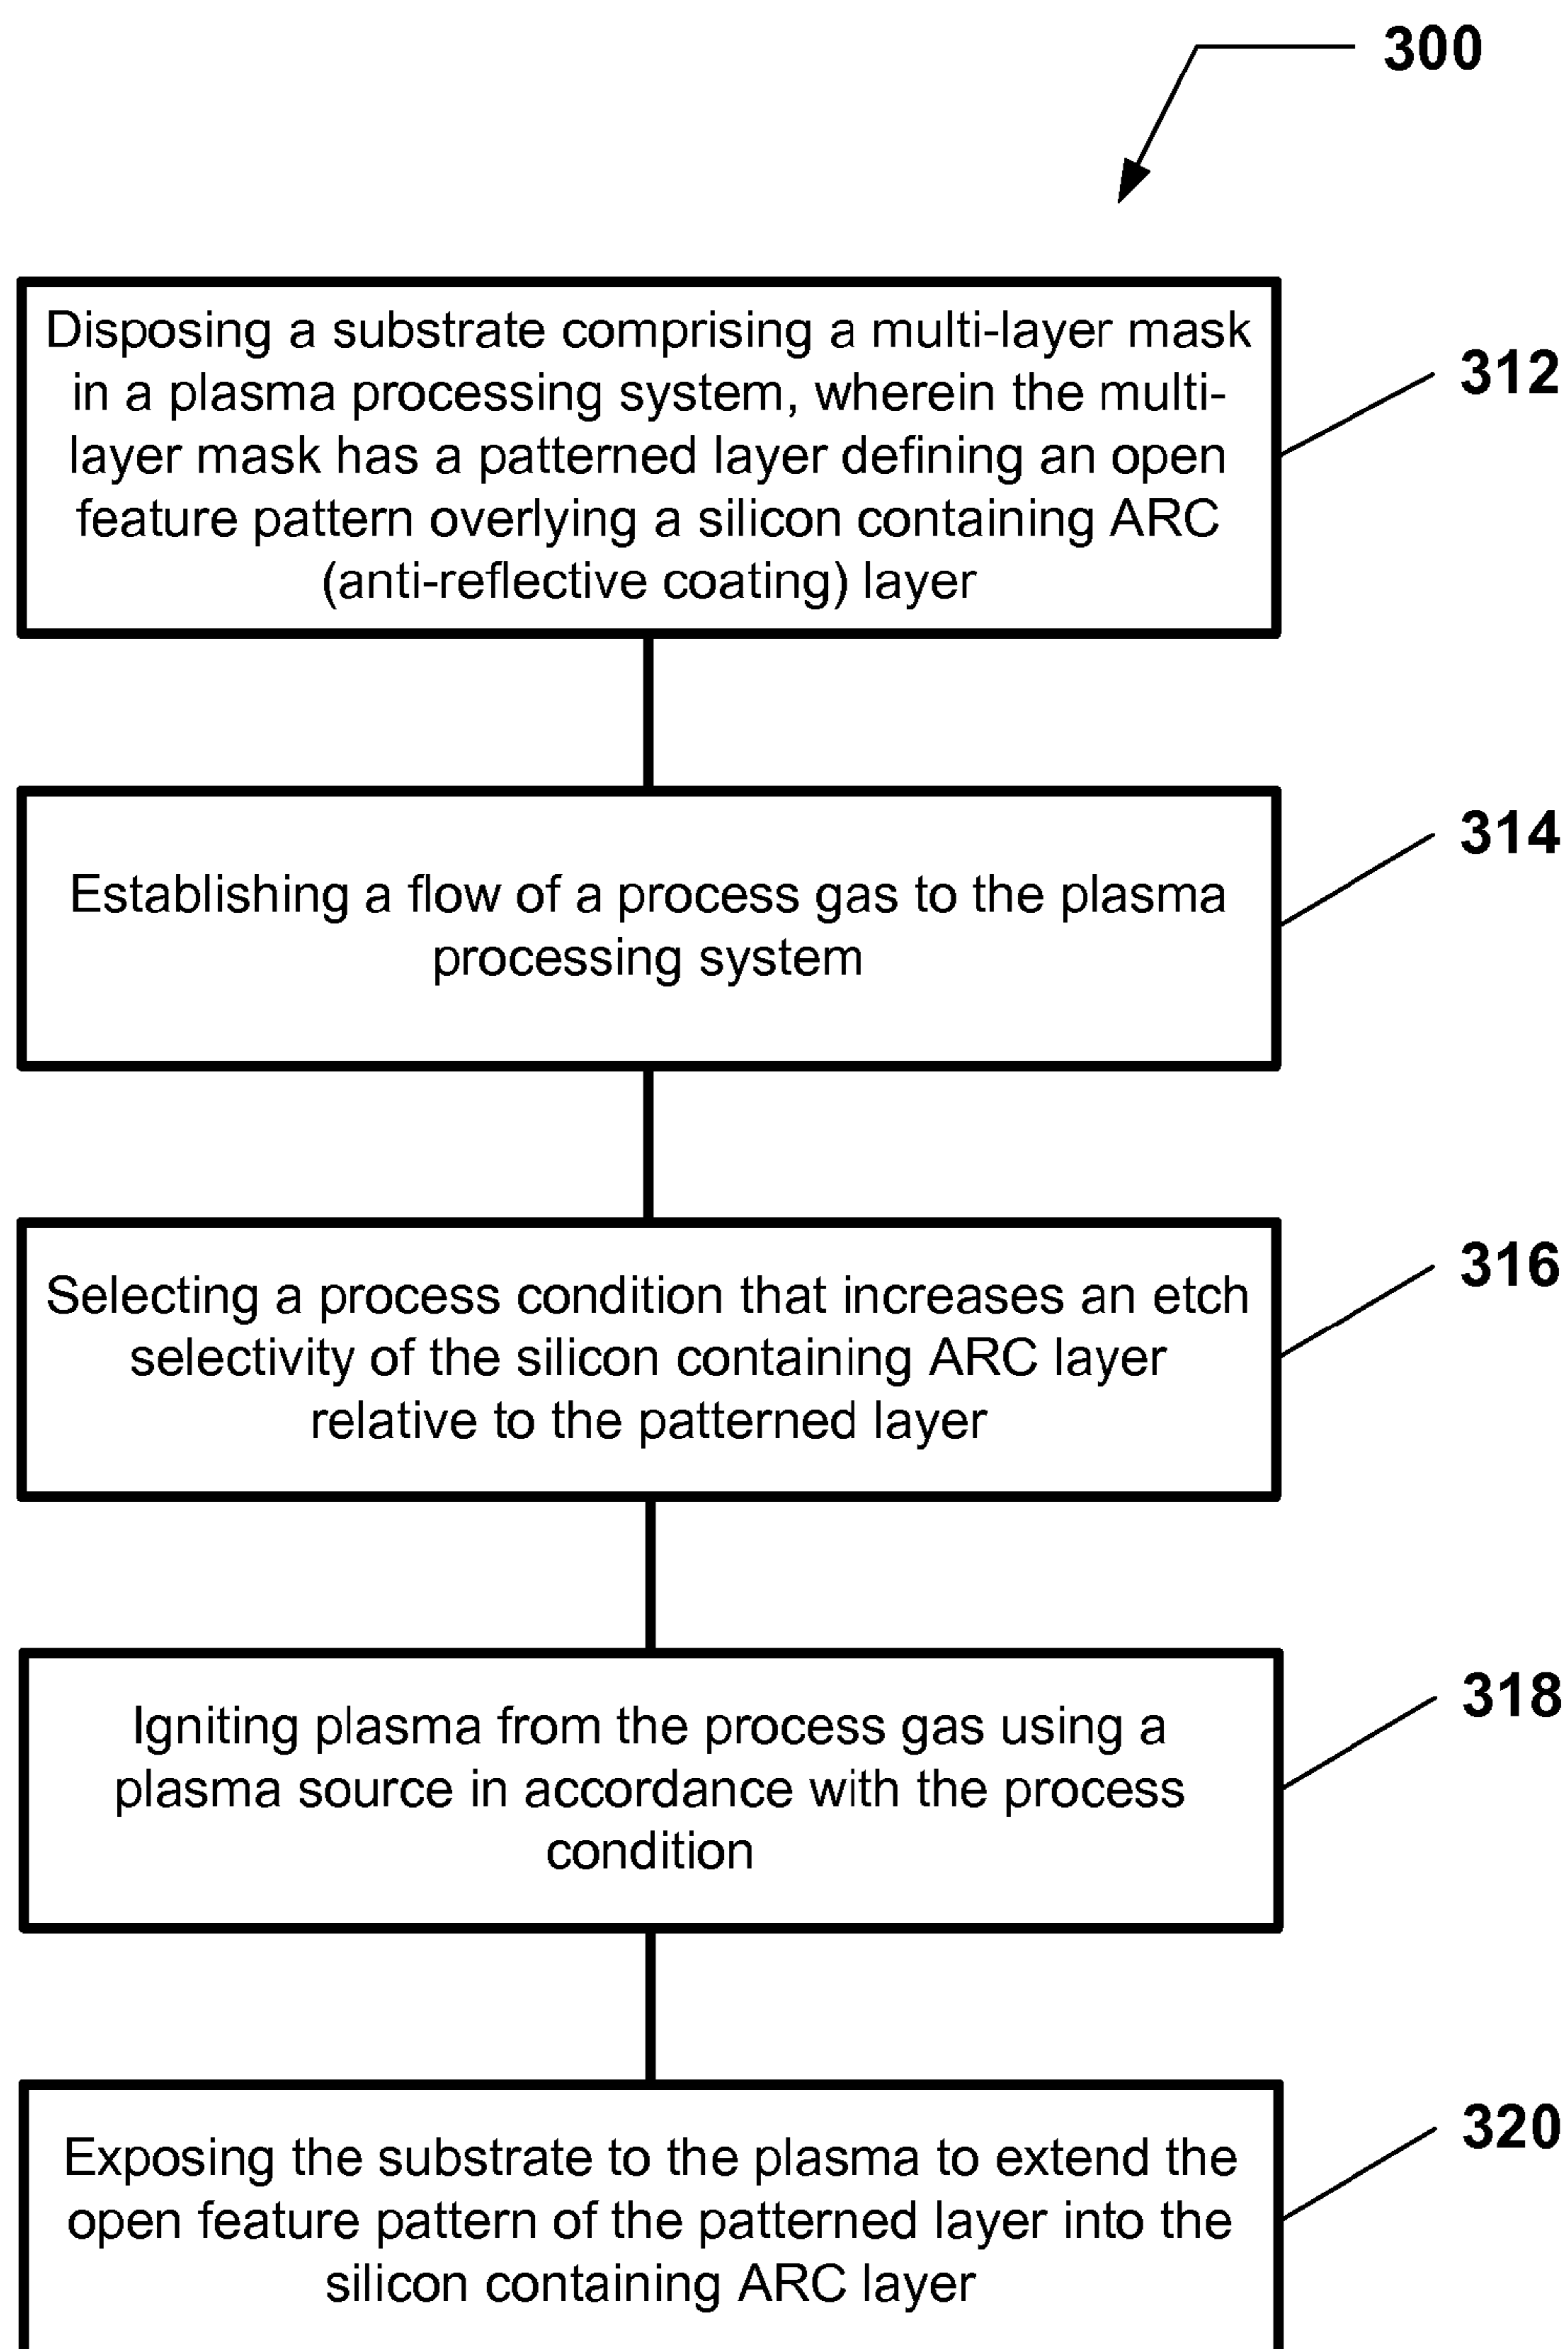 300
Disposing a substrate comprising a multi-layer mask
in a plasma processing system, wherein the multi-
layer mask has a patterned layer defining an open
feature pattern overlying a silicon containing ARC
(anti-reflective coating) layer
312
Establishing a flow of a process gas to the plasma
processing system
314
Selecting a process condition that increases an etch
selectivity of the silicon containing ARC layer
relative to the patterned layer
316
Igniting plasma from the process gas using a
plasma source in accordance with the process
condition
318
Exposing the substrate to the plasma to extend the
open feature pattern of the patterned layer into the
silicon containing ARC layer
320